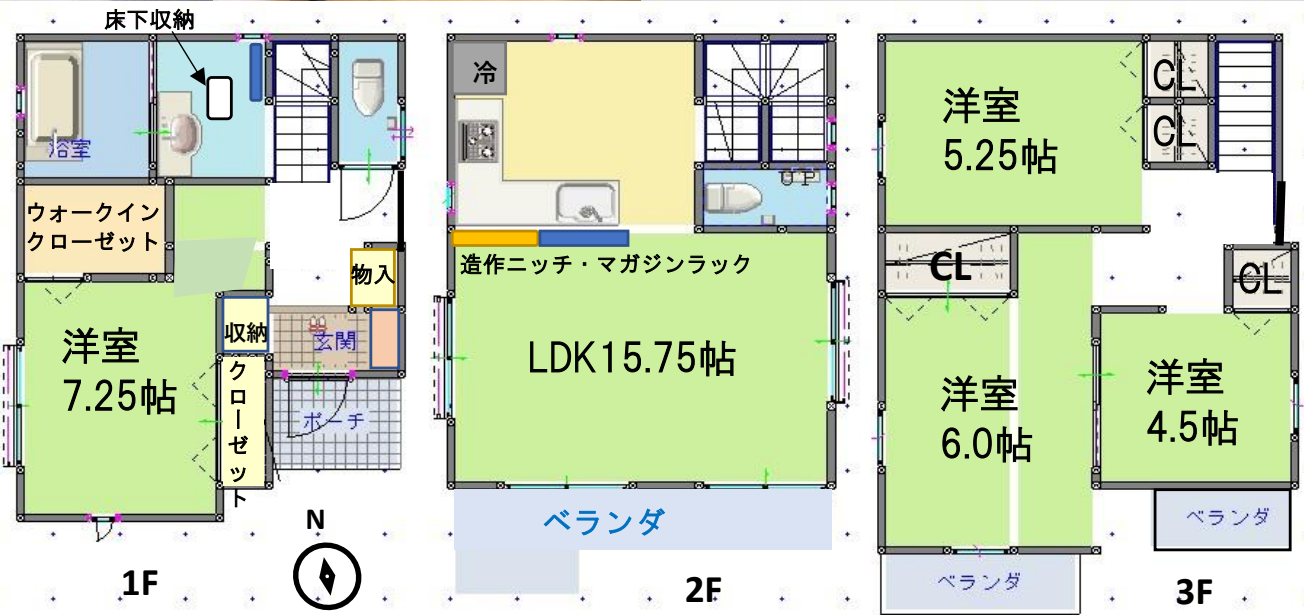 床下収納
浴室
ウォークイン
クローゼット
物入
収納
玄関
洋室
7.25帖
クローゼット
ポーチ
N
1F
冷
造作ニッチ・マガジンラック
LDK15.75帖
ベランダ
2F
洋室
5.25帖
CL
CL
CL
CL
洋室
6.0帖
洋室
4.5帖
ベランダ
ベランダ
3F